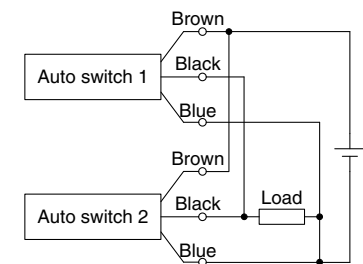 Brown
Auto switch 1
Black
Blue
Brown
Auto switch 2
Black
Load
Blue